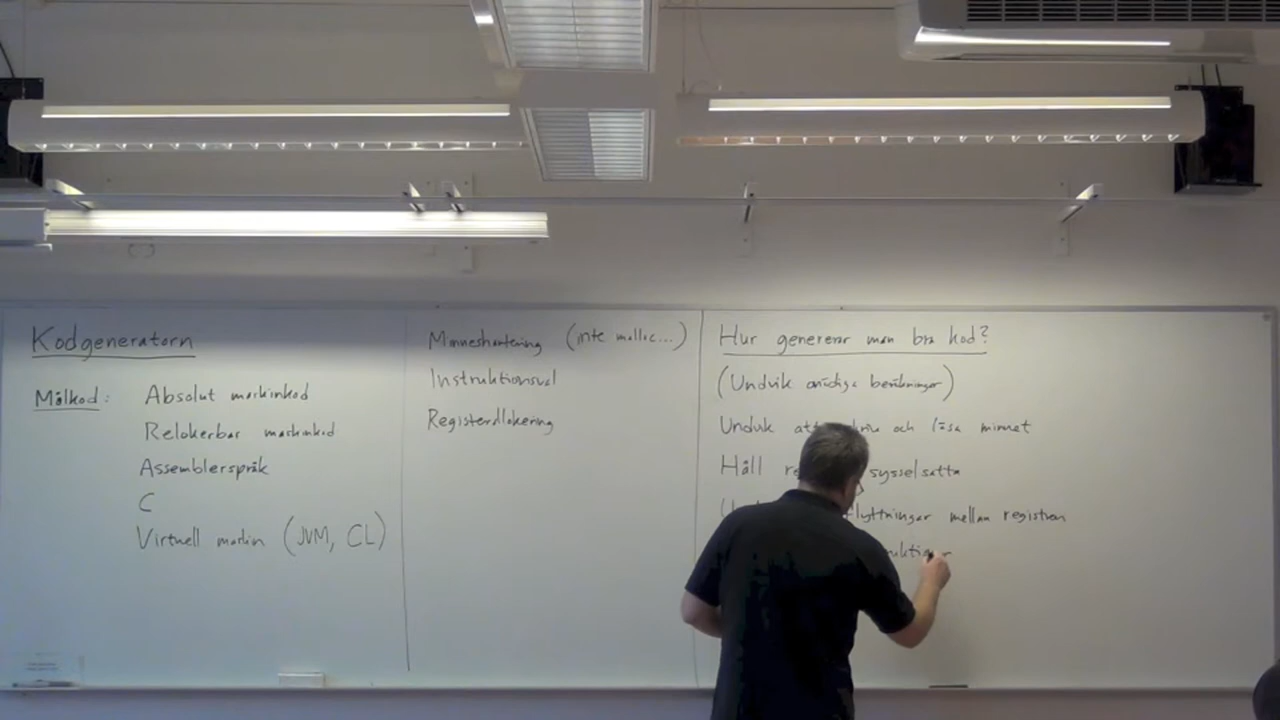 Kodgeneratorn
Målkod: Absolut maskinkod
Relokerbar maskinkod
Assemblerspråk
C
Virtuell maskin (JVM, CL)
Minneshantering (inte malloc...)
Instruktionsval
Registerallokering
Hur genererar man bra kod?
(Undvik onödiga beräkningar)
Undvik att och läsa minnet
Håll sysselsatta
flyttningar mellan registren